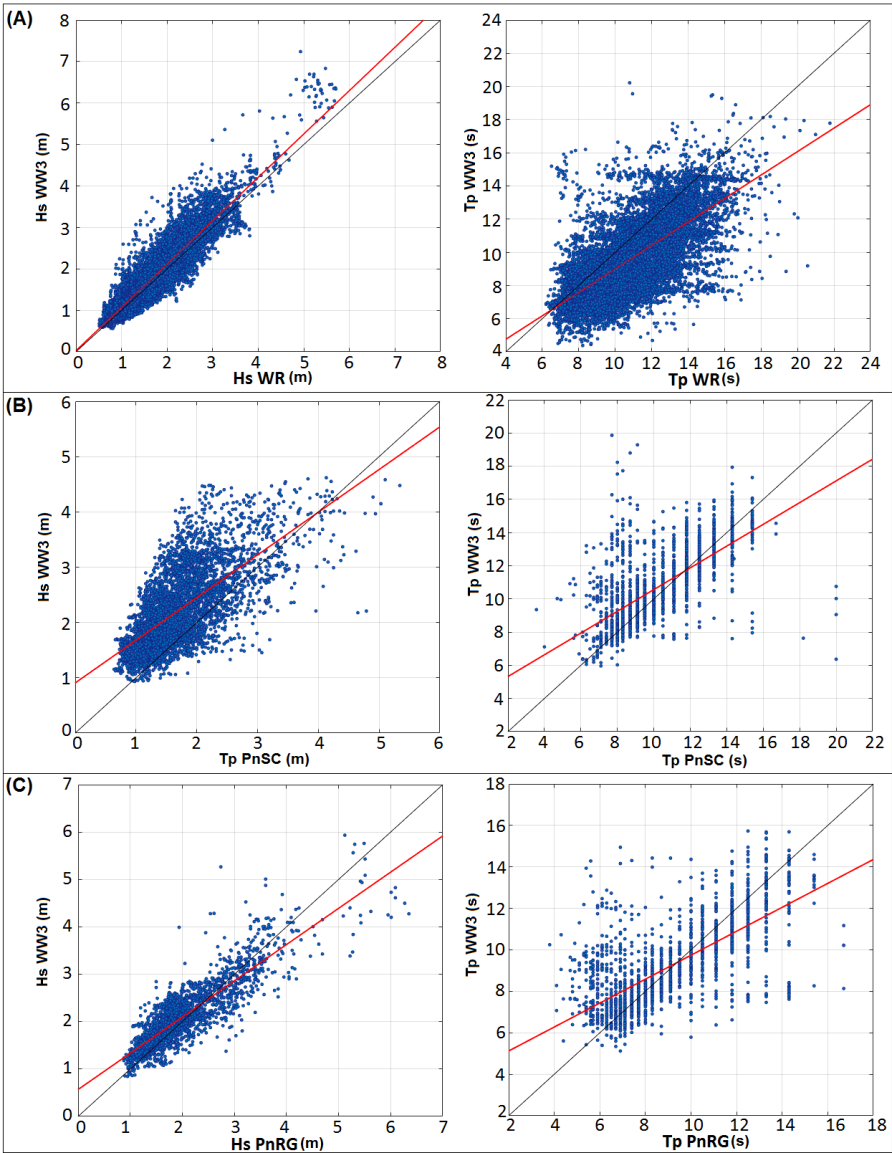 (A)
8
7
6
5
4
3
2
1
0
Hs WW3 (m)
0 1 2 3 4 5 6 7 8
Hs WR (m)
24
22
20
18
16
14
12
10
8
6
4
Tp WW3 (s)
4 6 8 10 12 14 16 18 20 22 24
Tp WR (s)
(B)
6
5
4
3
2
1
0
Hs WW3 (m)
0 1 2 3 4 5 6
Tp PnSC (m)
22
20
18
16
14
12
10
8
6
4
2
Tp WW3 (s)
2 4 6 8 10 12 14 16 18 20 22
Tp PnSC (s)
(C)
7
6
5
4
3
2
1
0
Hs WW3 (m)
0 1 2 3 4 5 6 7
Hs PnRG (m)
18
16
14
12
10
8
6
4
2
Tp WW3 (s)
2 4 6 8 10 12 14 16 18
Tp PnRG (s)